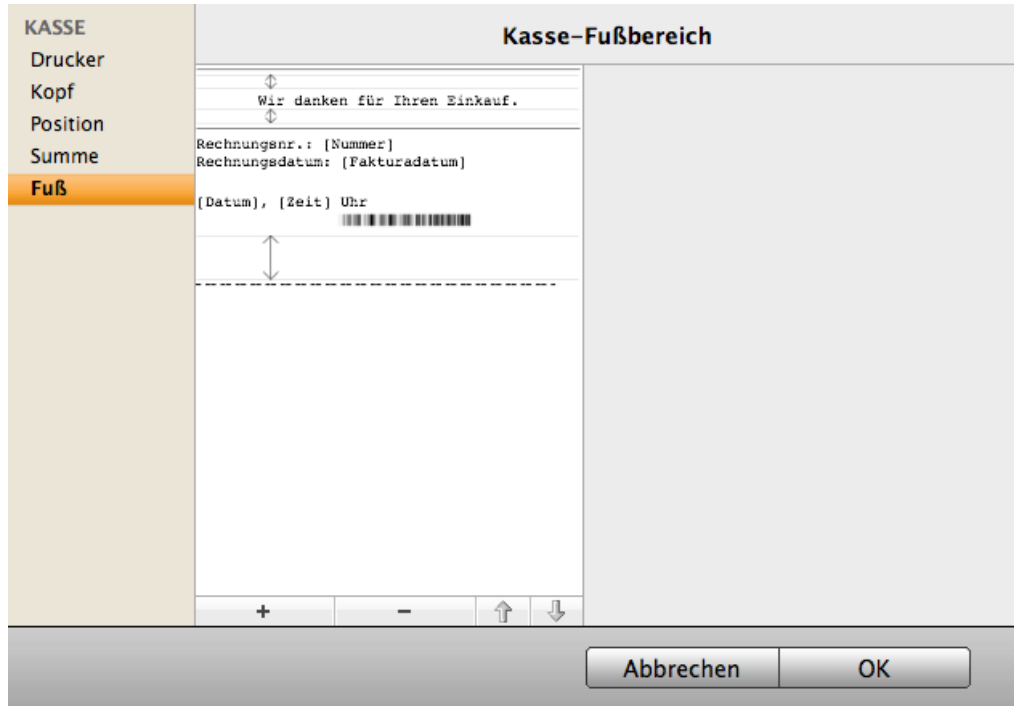 KASSE
Drucker
Kopf
Position
Summe
Fuß
Kasse-Fußbereich
Wir danken für Ihren Einkauf.
Rechnungsnr.: [Nummer]
Rechnungsdatum: [Fakturadatum]
[Datum], [Zeit] Uhr
+ −
Abbrechen OK